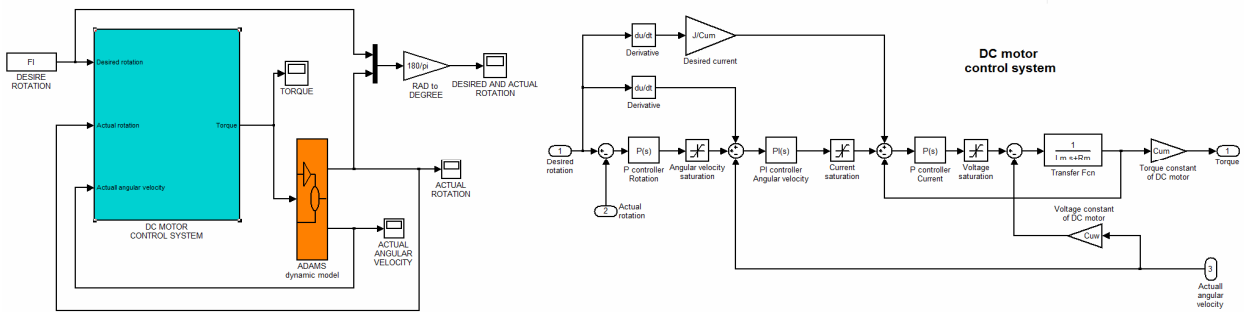 FI
DESIRE
ROTATION
Desired rotation
Actual rotation
Actuall angular velocity
Torque
DC MOTOR
CONTROL SYSTEM
TORQUE
180/pi
RAD to
DEGREE
DESIRED AND ACTUAL
ROTATION
ACTUAL
ROTATION
ACTUAL
ANGULAR
VELOCITY
ADAMS
dynamic model
DC motor
control system
du/dt
Derivative
J/Cum
Desired current
du/dt
Derivative
1
Desired
rotation
2
Actual
rotation
P(s)
P controller
Rotation
Angular velocity
saturation
PI(s)
PI controller
Angular velocity
Current
saturation
P(s)
P controller
Current
Voltage
saturation
1
Lm s+Rm
Transfer Fcn
Cum
Torque constant
of DC motor
1
Torque
Voltage constant
of DC motor
Cuw
3
Actuall angular
velocity